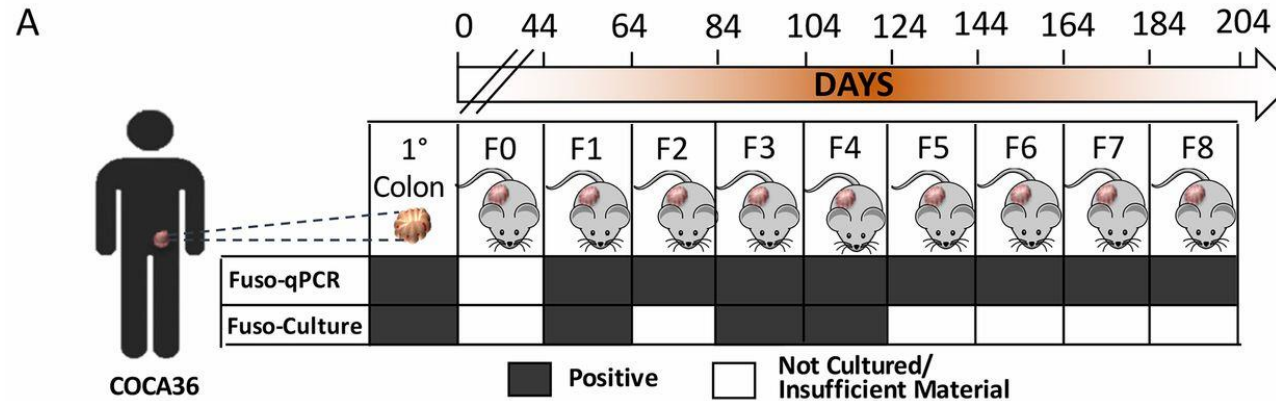 A
0 44 64 84 104 124 144 164 184 204
DAYS
1° F0 F1 F2 F3 F4 F5 F6 F7 F8
Colon
Fuso-qPCR
Fuso-Culture
COCA36
Positive
Not Cultured/
Insufficient Material